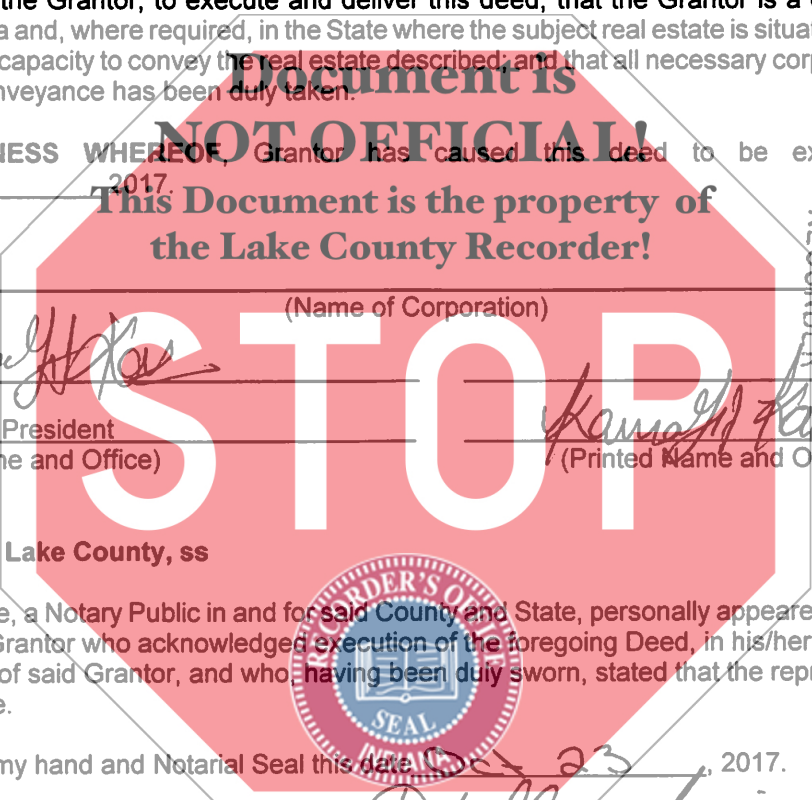 the Grantor, to execute and deliver this deed; that the Grantor is a
a and, where required, in the State where the subject real estate is situa
capacity to convey the real estate described; and that all necessary cor
nveyance has been duly taken.
Document is
NOT OFFICIAL!
NESS WHEREOF, Grantor has caused this deed to be ex
2017.
This Document is the property of
the Lake County Recorder!
(Name of Corporation)
STOP
President
ne and Office) (Printed Name and O
Lake County, ss
e, a Notary Public in and for said County and State, personally appeare
Grantor who acknowledged execution of the foregoing Deed, in his/her
of said Grantor, and who, having been duly sworn, stated that the repr
e.
RECORDER'S OFFICE
SEAL
INDIANA
my hand and Notarial Seal this date Oct 23, 2017.